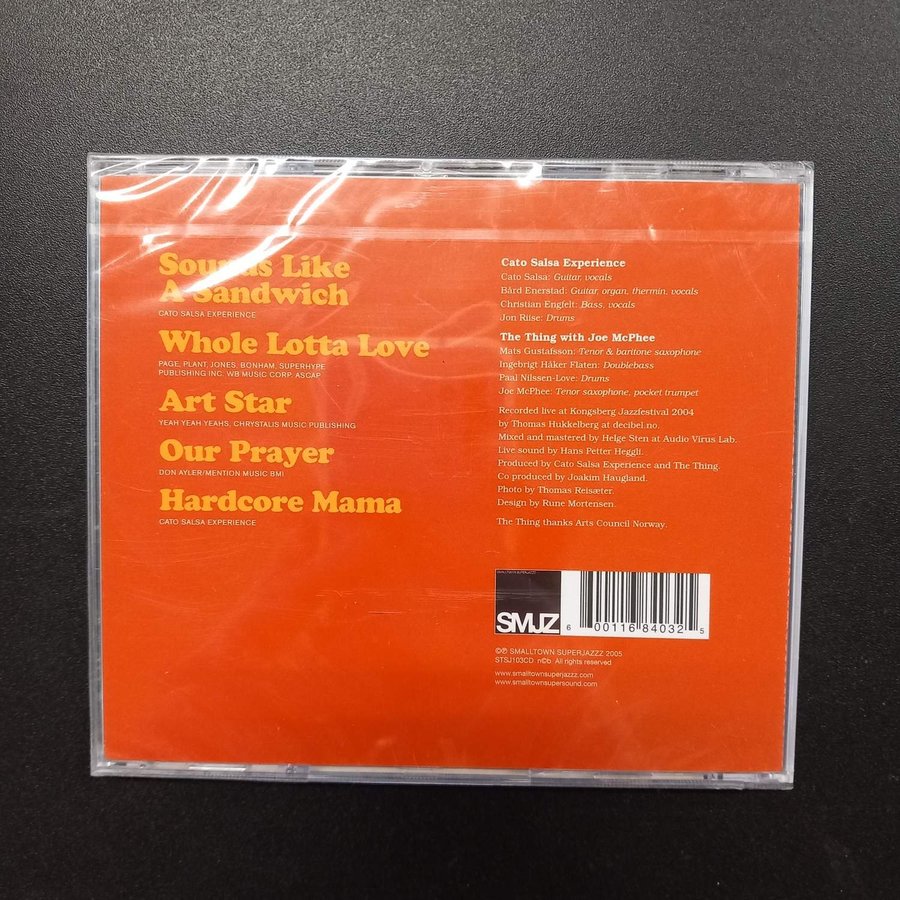 Sounds Like
A Sandwich
CATO SALSA EXPERIENCE
Whole Lotta Love
PAGE, PLANT, JONES, BONHAM, SUPERHYPE
PUBLISHING INC. WB MUSIC CORP. ASCAP
Art Star
YEAH YEAH YEAHS, CHRYSTALIS MUSIC PUBLISHING
Our Prayer
DON AYLER/MENTION MUSIC BMI
Hardcore Mama
CATO SALSA EXPERIENCE
Cato Salsa Experience
Cato Salsa: Guitar, vocals
Bård Enerstad: Guitar, organ, thermin, vocals
Christian Engfelt: Bass, vocals
Jon Riise: Drums
The Thing with Joe McPhee
Mats Gustafsson: Tenor & baritone saxophone
Ingebrigt Håker Flaten: Doublebass
Paal Nilssen-Love: Drums
Joe McPhee: Tenor saxophone, pocket trumpet
Recorded live at Kongsberg Jazzfestival 2004
by Thomas Hukkelberg at decibel.no.
Mixed and mastered by Helge Sten at Audio Virus Lab.
Live sound by Hans Petter Heggli.
Produced by Cato Salsa Experience and The Thing.
Co produced by Joakim Haugland.
Photo by Thomas Reisæter.
Design by Rune Mortensen.
The Thing thanks Arts Council Norway.
SMALLTOWN SUPERJAZZZ
SMJZ
6 00116 84032 5
©℗ SMALLTOWN SUPERJAZZZ 2005
STSJ103CD n©b All rights reserved
www.smalltownsuperjazzz.com
www.smalltownsupersound.com